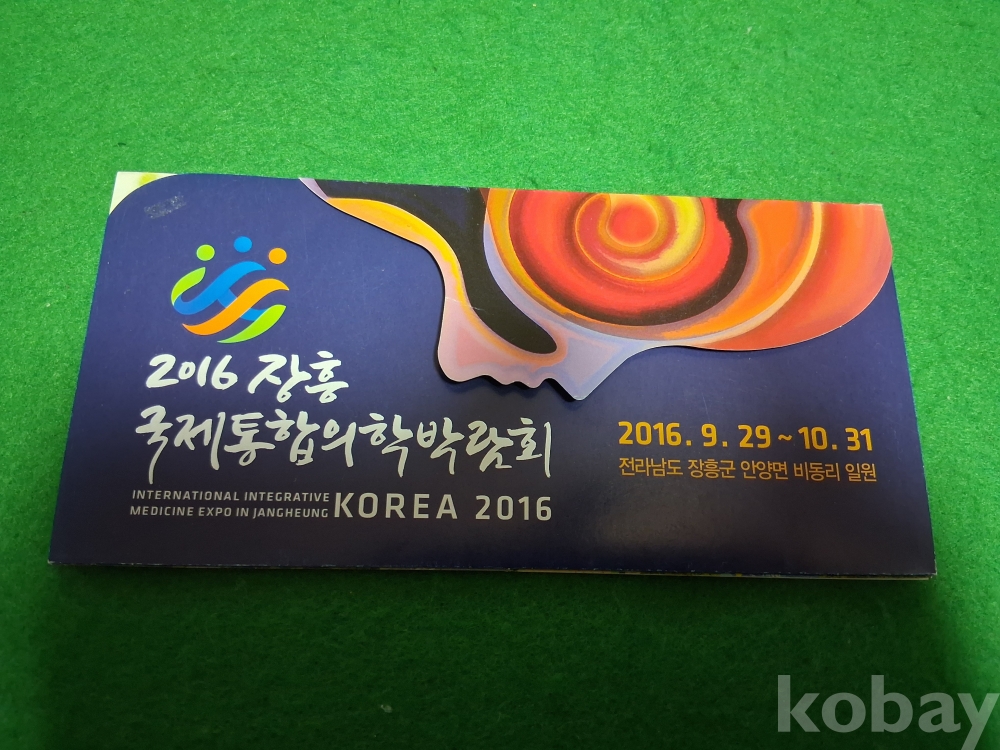 2016 장흥
국제통합의학박람회
INTERNATIONAL INTEGRATIVE
MEDICINE EXPO IN JANGHEUNG
KOREA 2016
2016. 9. 29 ~ 10. 31
전라남도 장흥군 안양면 비동리 일원
kobay